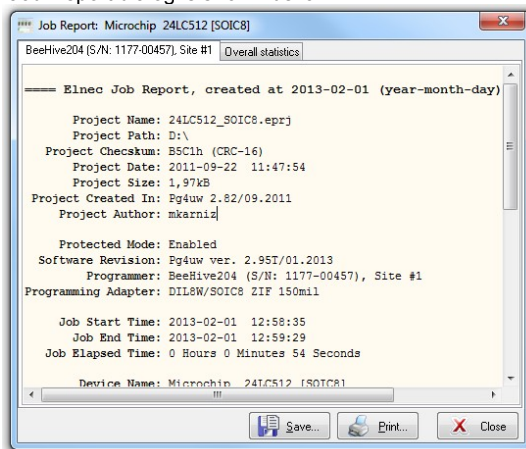 Job Report: Microchip 24LC512 [SOIC8]
BeeHive204 (S/N: 1177-00457), Site #1
Overall statistics
==== Elnec Job Report, created at 2013-02-01 (year-month-day)
Project Name: 24LC512_SOIC8.eprj
Project Path: D:\
Project Checskum: B5C1h (CRC-16)
Project Date: 2011-09-22 11:47:54
Project Size: 1,97kB
Project Created In: Pg4uw 2.82/09.2011
Project Author: mkarniz
Protected Mode: Enabled
Software Revision: Pg4uw ver. 2.95T/01.2013
Programmer: BeeHive204 (S/N: 1177-00457), Site #1
Programming Adapter: DIL8W/SOIC8 ZIF 150mil
Job Start Time: 2013-02-01 12:58:35
Job End Time: 2013-02-01 12:59:29
Job Elapsed Time: 0 Hours 0 Minutes 54 Seconds
Device Name: Microchip 24LC512 [SOIC8]
Save...
Print...
Close